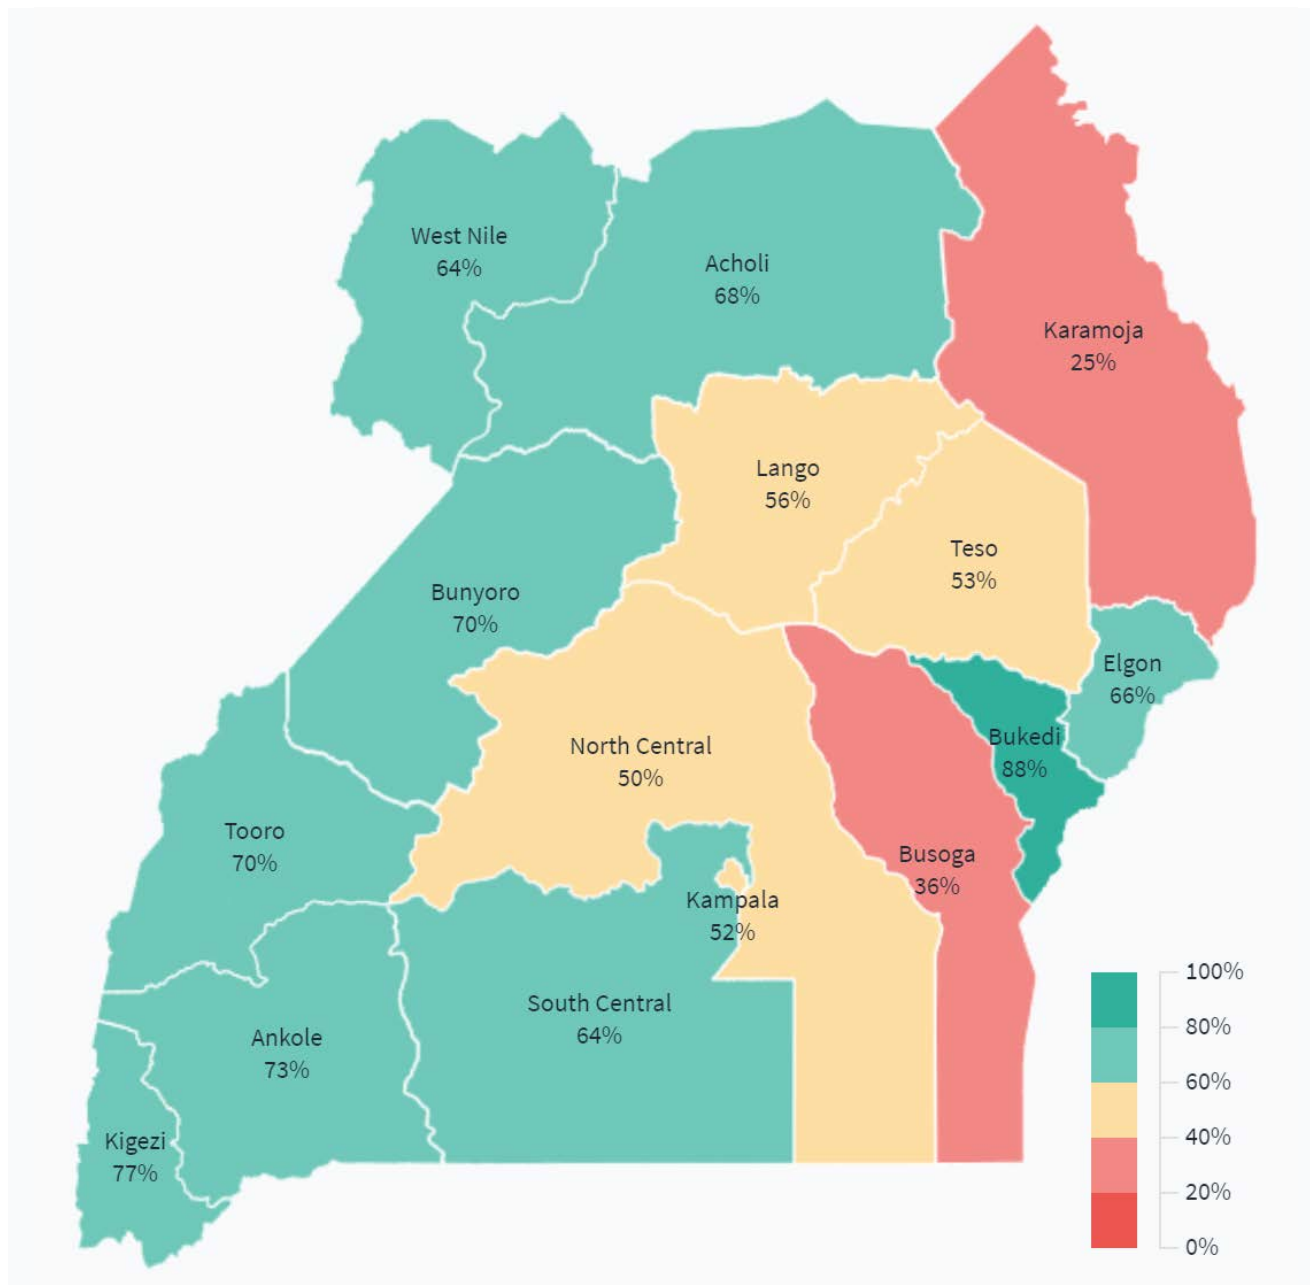 West Nile
64%
Acholi
68%
Karamoja
25%
Lango
56%
Teso
53%
Bunyoro
70%
Elgon
66%
North Central
50%
Bukedi
88%
Tooro
70%
Busoga
36%
Kampala
52%
South Central
64%
Ankole
73%
Kigezi
77%
100%
80%
60%
40%
20%
0%